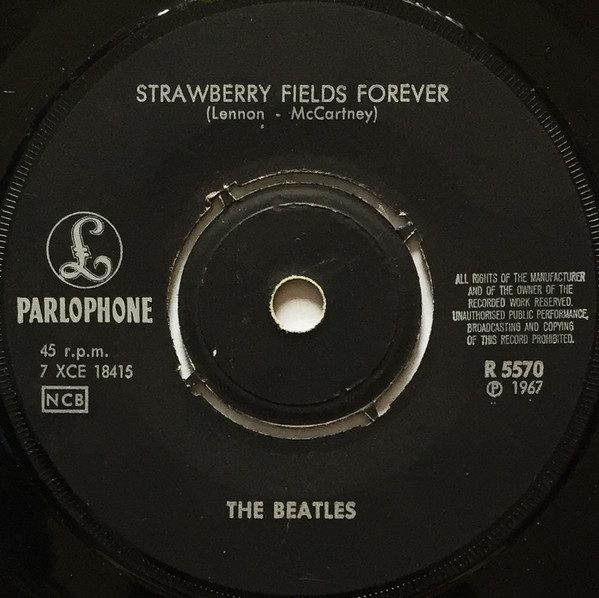 STRAWBERRY FIELDS FOREVER
(Lennon - McCartney)
£
PARLOPHONE
45 r.p.m.
7 XCE 18415
NCB
ALL RIGHTS OF THE MANUFACTURER
AND OF THE OWNER OF THE
RECORDED WORK RESERVED.
UNAUTHORISED PUBLIC PERFORMANCE,
BROADCASTING AND COPYING
OF THIS RECORD PROHIBITED.
R 5570
℗ 1967
THE BEATLES